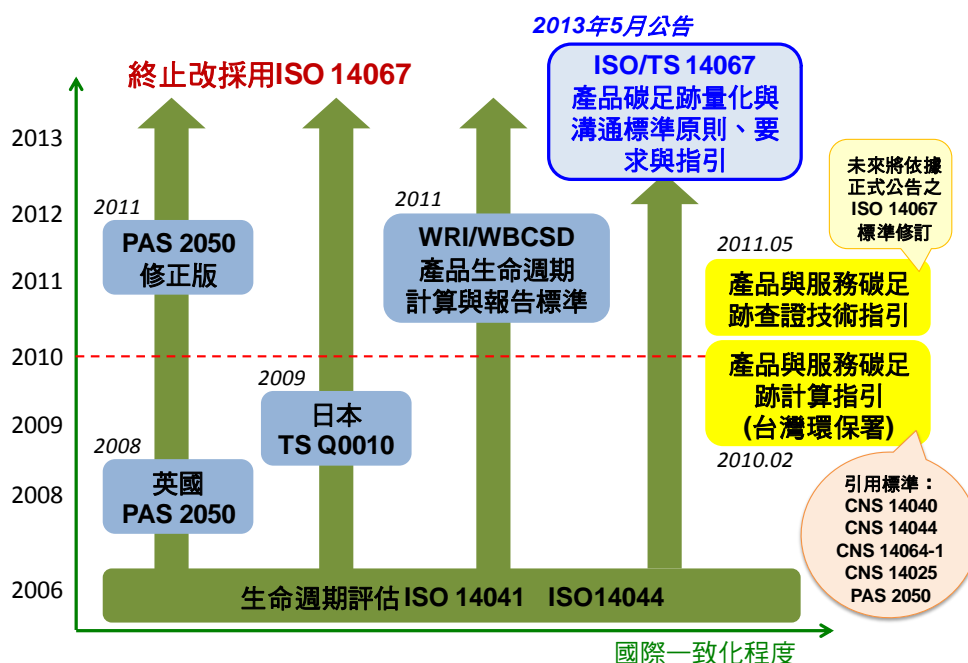 2013年5月公告
終止改採用ISO 14067
ISO/TS 14067
產品碳足跡量化與
溝通標準原則、要
求與指引
2013
未來將依據
正式公告之
ISO 14067
標準修訂
2012
2011
PAS 2050
修正版
2011
WRI/WBCSD
產品生命週期
計算與報告標準
2011.05
產品與服務碳足
跡查證技術指引
2011
2010
產品與服務碳足
跡計算指引
(台灣環保署)
2010.02
2009
日本
TS Q0010
2009
2008
英國
PAS 2050
2008
引用標準：
CNS 14040
CNS 14044
CNS 14064-1
CNS 14025
PAS 2050
2006
生命週期評估 ISO 14041 ISO14044
國際一致化程度